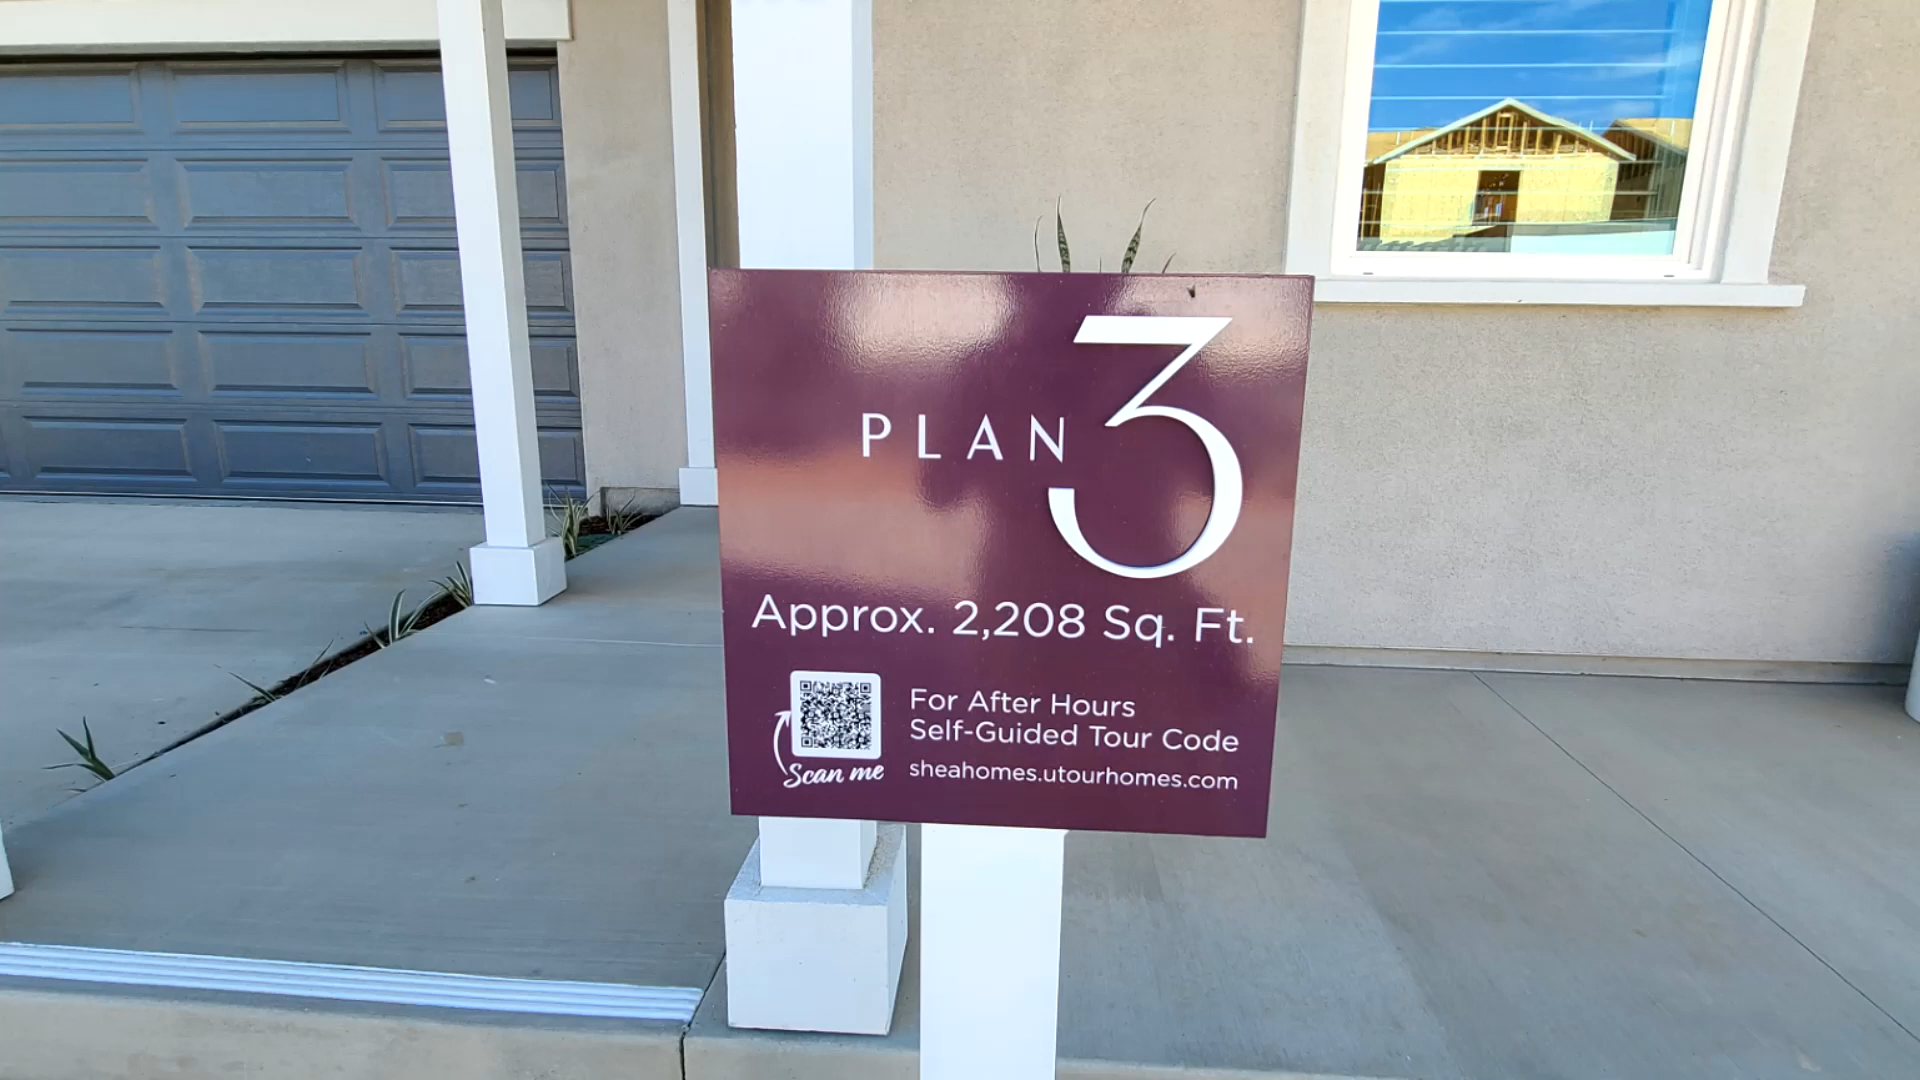 PLAN 3
Approx. 2,208 Sq. Ft.
For After Hours
Self-Guided Tour Code
sheahomes.utourhomes.com
Scan me